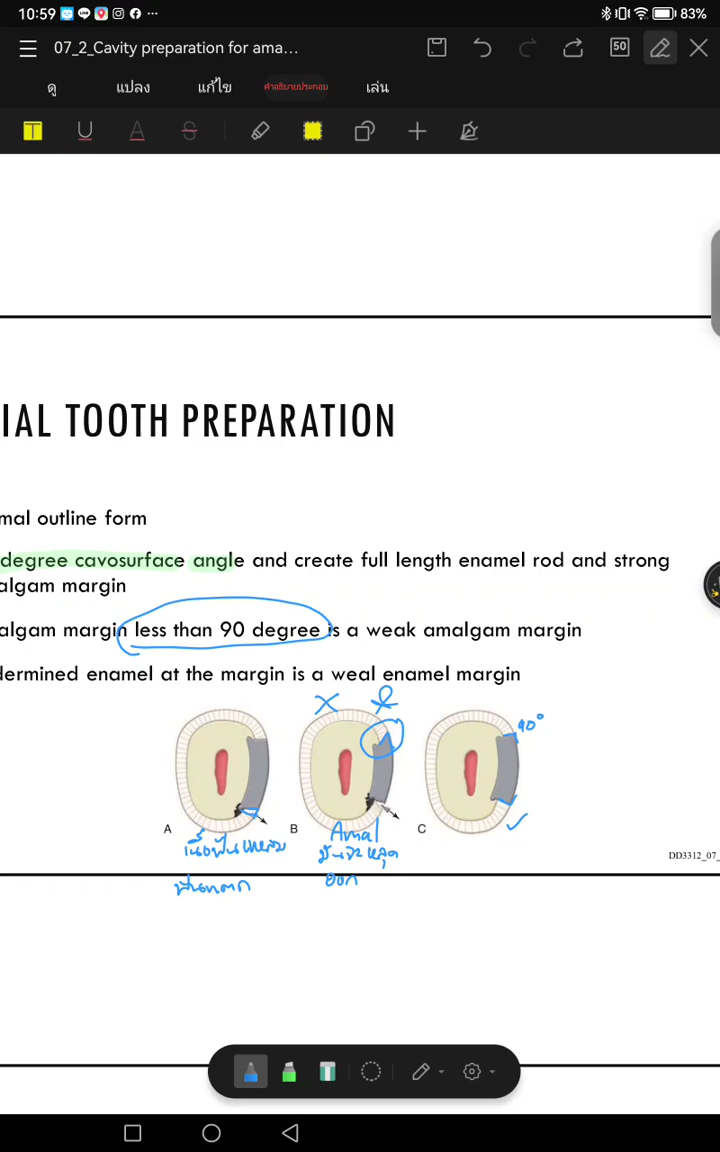 10:59 83%
07_2_Cavity preparation for ama... 50
ดู แปลง แก้ไข คำอธิบายประกอบ เล่น
T U A S
IAL TOOTH PREPARATION
mal outline form
degree cavosurface angle and create full length enamel rod and strong
algam margin
algam margin less than 90 degree is a weak amalgam margin
dermined enamel at the margin is a weal enamel margin
90°
A B C
Amal
ออก
DD3312_07_